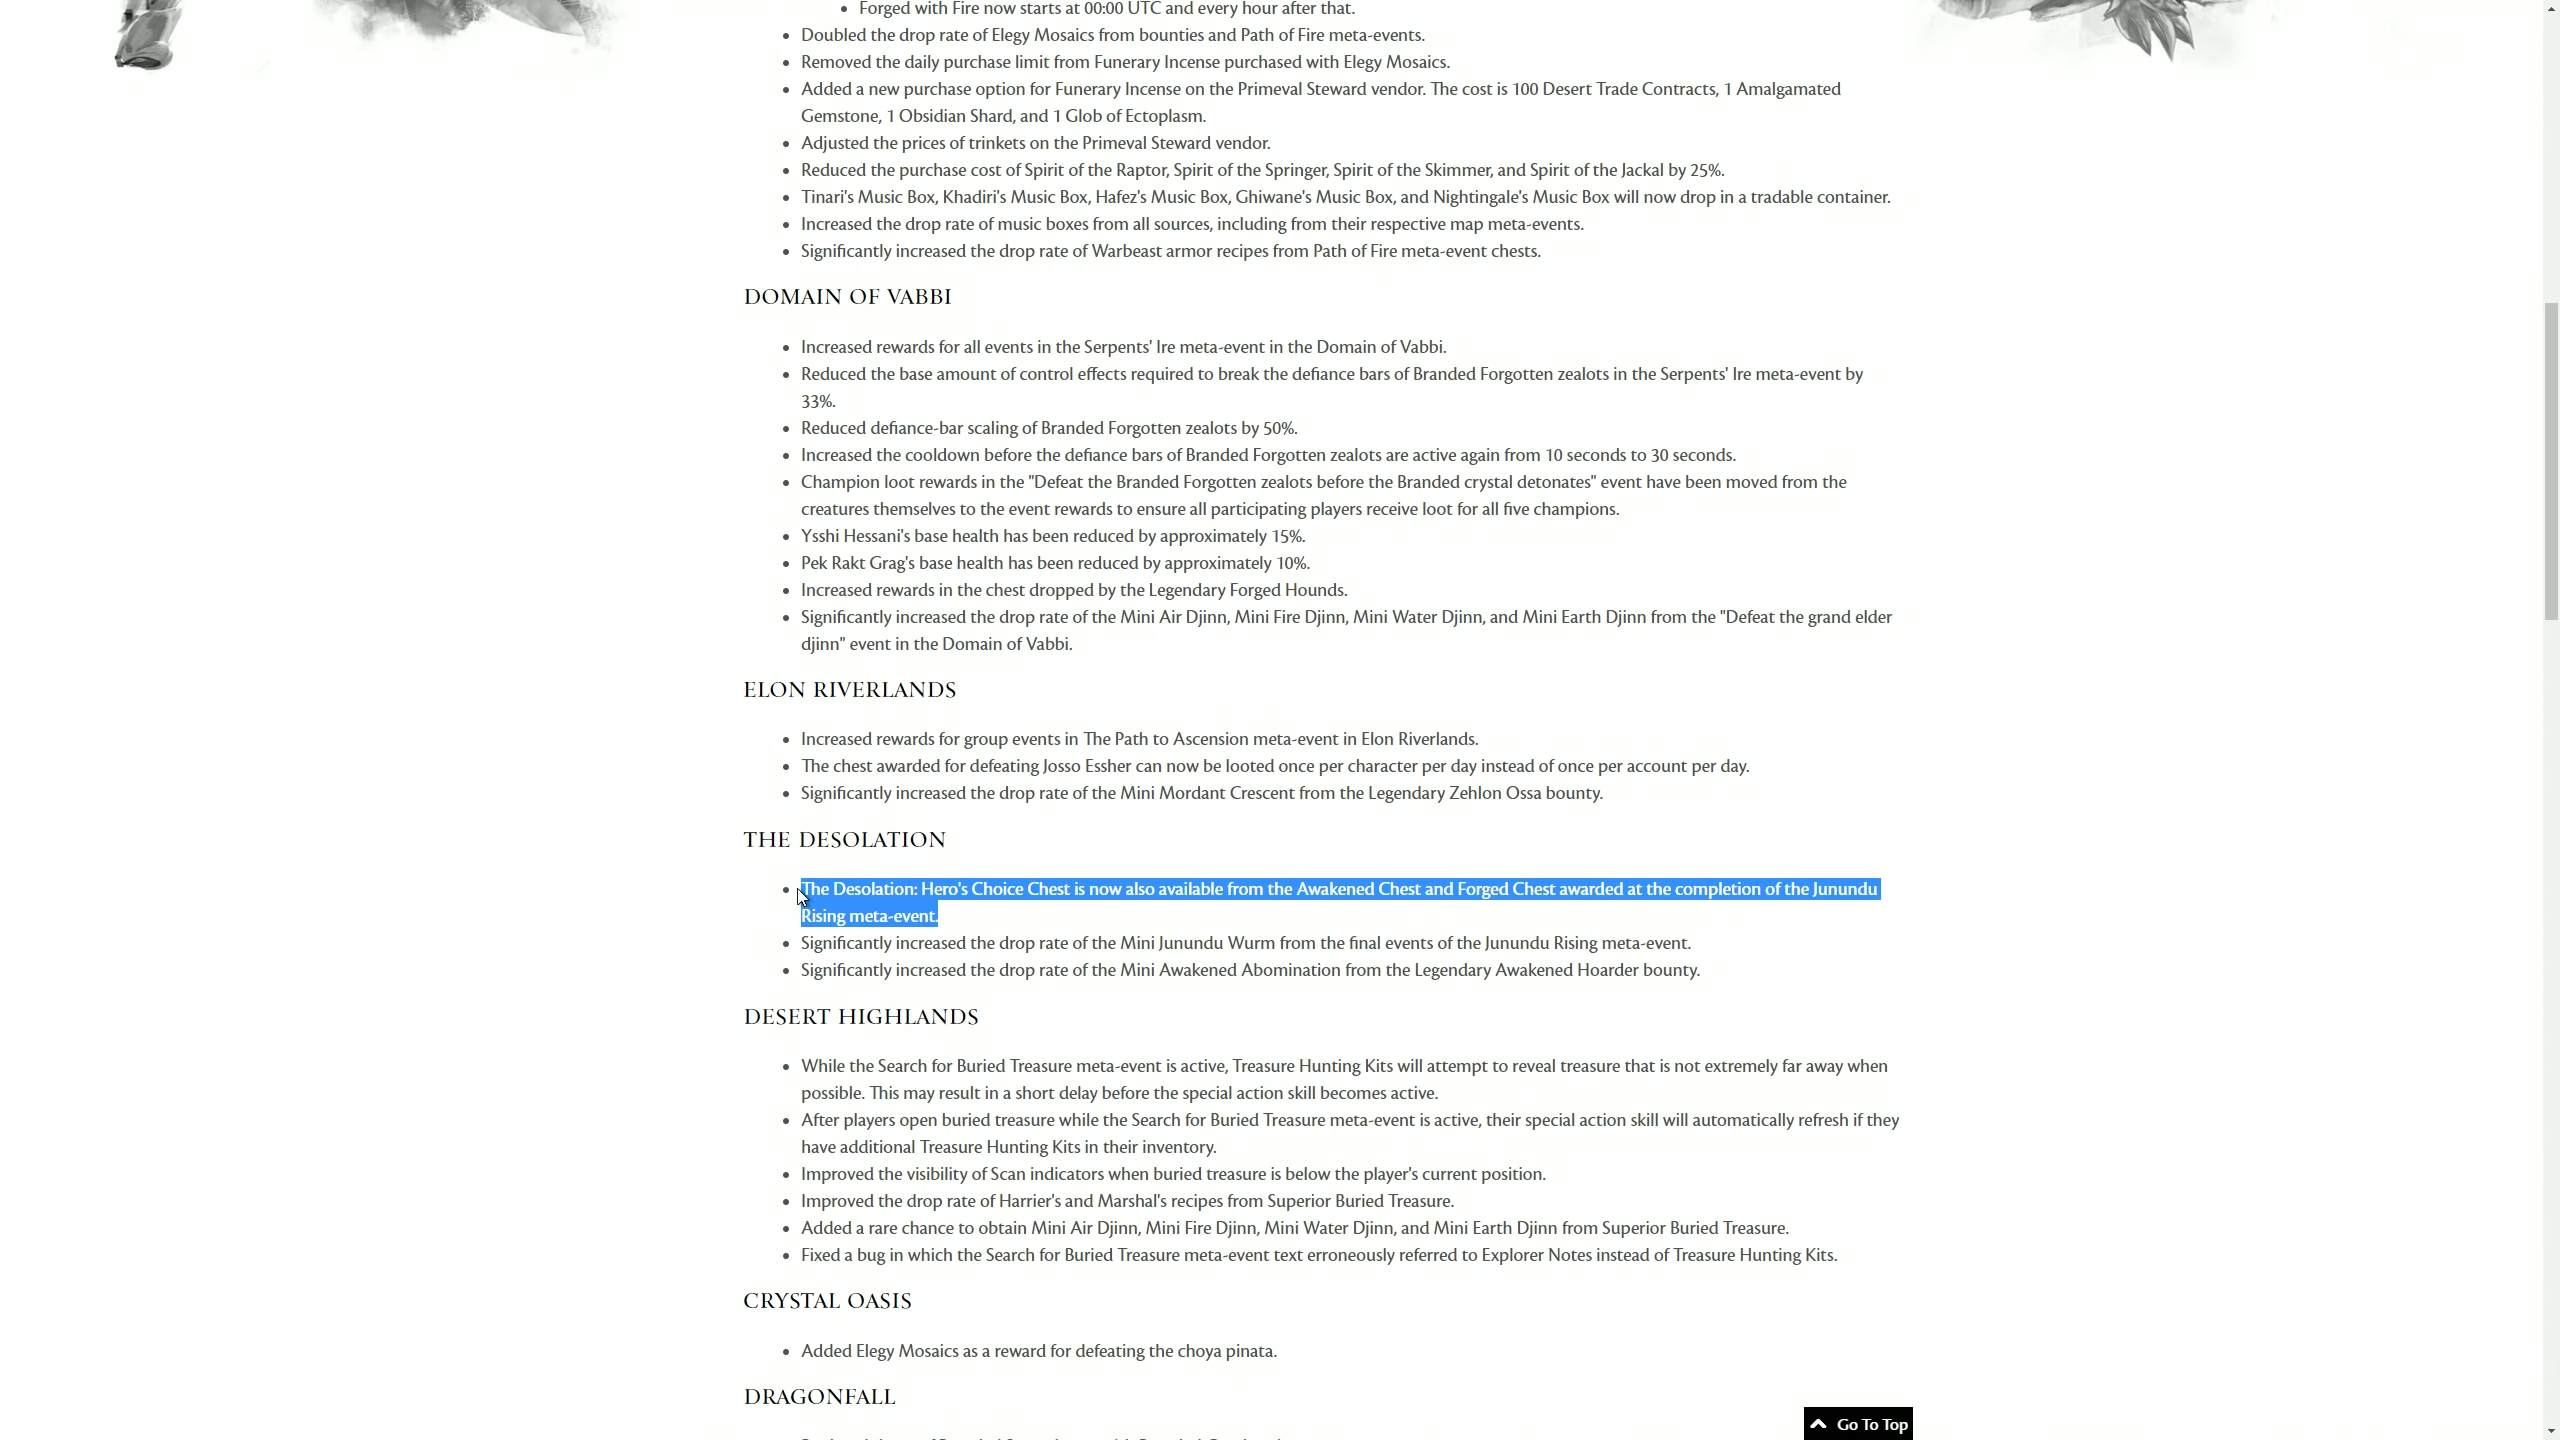 Forged with Fire now starts at 00:00 UTC and every hour after that.
Doubled the drop rate of Elegy Mosaics from bounties and Path of Fire meta-events.
Removed the daily purchase limit from Funerary Incense purchased with Elegy Mosaics.
Added a new purchase option for Funerary Incense on the Primeval Steward vendor. The cost is 100 Desert Trade Contracts, 1 Amalgamated
Gemstone, 1 Obsidian Shard, and 1 Glob of Ectoplasm.
Adjusted the prices of trinkets on the Primeval Steward vendor.
Reduced the purchase cost of Spirit of the Raptor, Spirit of the Springer, Spirit of the Skimmer, and Spirit of the Jackal by 25%.
Tinari's Music Box, Khadiri's Music Box, Hafez's Music Box, Ghiwane's Music Box, and Nightingale's Music Box will now drop in a tradable container.
Increased the drop rate of music boxes from all sources, including from their respective map meta-events.
Significantly increased the drop rate of Warbeast armor recipes from Path of Fire meta-event chests.
DOMAIN OF VABBI
Increased rewards for all events in the Serpents' Ire meta-event in the Domain of Vabbi.
Reduced the base amount of control effects required to break the defiance bars of Branded Forgotten zealots in the Serpents' Ire meta-event by
33%.
Reduced defiance-bar scaling of Branded Forgotten zealots by 50%.
Increased the cooldown before the defiance bars of Branded Forgotten zealots are active again from 10 seconds to 30 seconds.
Champion loot rewards in the "Defeat the Branded Forgotten zealots before the Branded crystal detonates" event have been moved from the
creatures themselves to the event rewards to ensure all participating players receive loot for all five champions.
Ysshi Hessani's base health has been reduced by approximately 15%.
Pek Rakt Grag's base health has been reduced by approximately 10%.
Increased rewards in the chest dropped by the Legendary Forged Hounds.
Significantly increased the drop rate of the Mini Air Djinn, Mini Fire Djinn, Mini Water Djinn, and Mini Earth Djinn from the "Defeat the grand elder
djinn" event in the Domain of Vabbi.
ELON RIVERLANDS
Increased rewards for group events in The Path to Ascension meta-event in Elon Riverlands.
The chest awarded for defeating Josso Essher can now be looted once per character per day instead of once per account per day.
Significantly increased the drop rate of the Mini Mordant Crescent from the Legendary Zehlon Ossa bounty.
THE DESOLATION
The Desolation: Hero's Choice Chest is now also available from the Awakened Chest and Forged Chest awarded at the completion of the Junundu
Rising meta-event.
Significantly increased the drop rate of the Mini Junundu Wurm from the final events of the Junundu Rising meta-event.
Significantly increased the drop rate of the Mini Awakened Abomination from the Legendary Awakened Hoarder bounty.
DESERT HIGHLANDS
While the Search for Buried Treasure meta-event is active, Treasure Hunting Kits will attempt to reveal treasure that is not extremely far away when
possible. This may result in a short delay before the special action skill becomes active.
After players open buried treasure while the Search for Buried Treasure meta-event is active, their special action skill will automatically refresh if they
have additional Treasure Hunting Kits in their inventory.
Improved the visibility of Scan indicators when buried treasure is below the player's current position.
Improved the drop rate of Harrier's and Marshal's recipes from Superior Buried Treasure.
Added a rare chance to obtain Mini Air Djinn, Mini Fire Djinn, Mini Water Djinn, and Mini Earth Djinn from Superior Buried Treasure.
Fixed a bug in which the Search for Buried Treasure meta-event text erroneously referred to Explorer Notes instead of Treasure Hunting Kits.
CRYSTAL OASIS
Added Elegy Mosaics as a reward for defeating the choya pinata.
DRAGONFALL
Go To Top